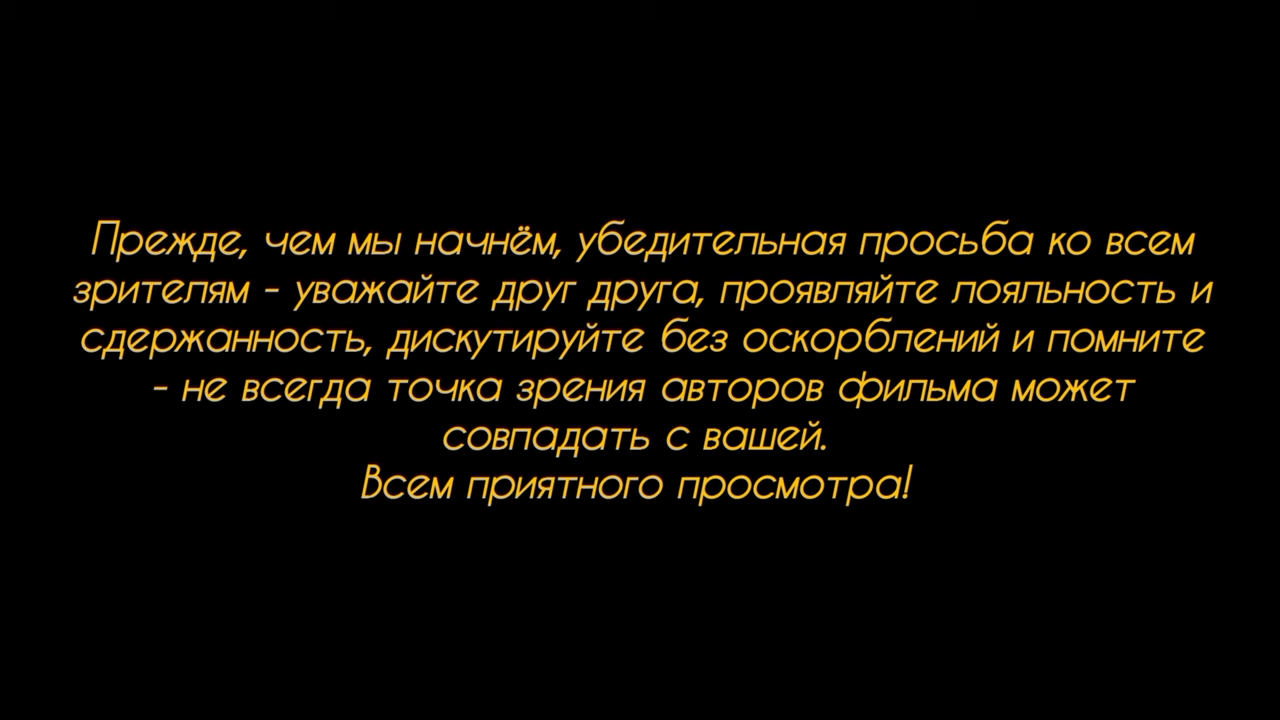 Прежде, чем мы начнём, убедительная просьба ко всем
зрителям - уважайте друг друга, проявляйте лояльность и
сдержанность, дискутируйте без оскорблений и помните
- не всегда точка зрения авторов фильма может
совпадать с вашей.
Всем приятного просмотра!